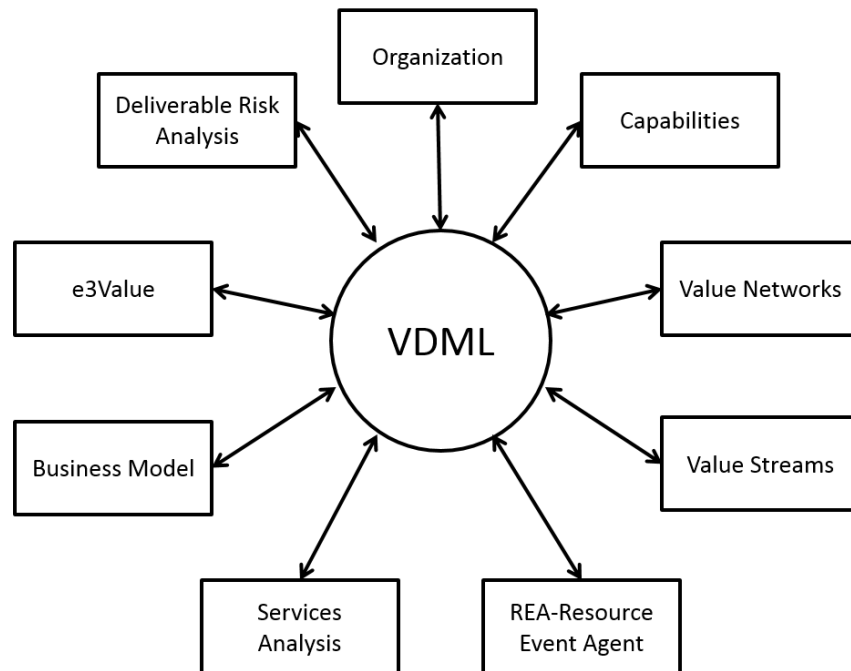 Organization
Deliverable Risk
Analysis
Capabilities
e3Value
Value Networks
VDML
Business Model
Value Streams
Services
Analysis
REA-Resource
Event Agent